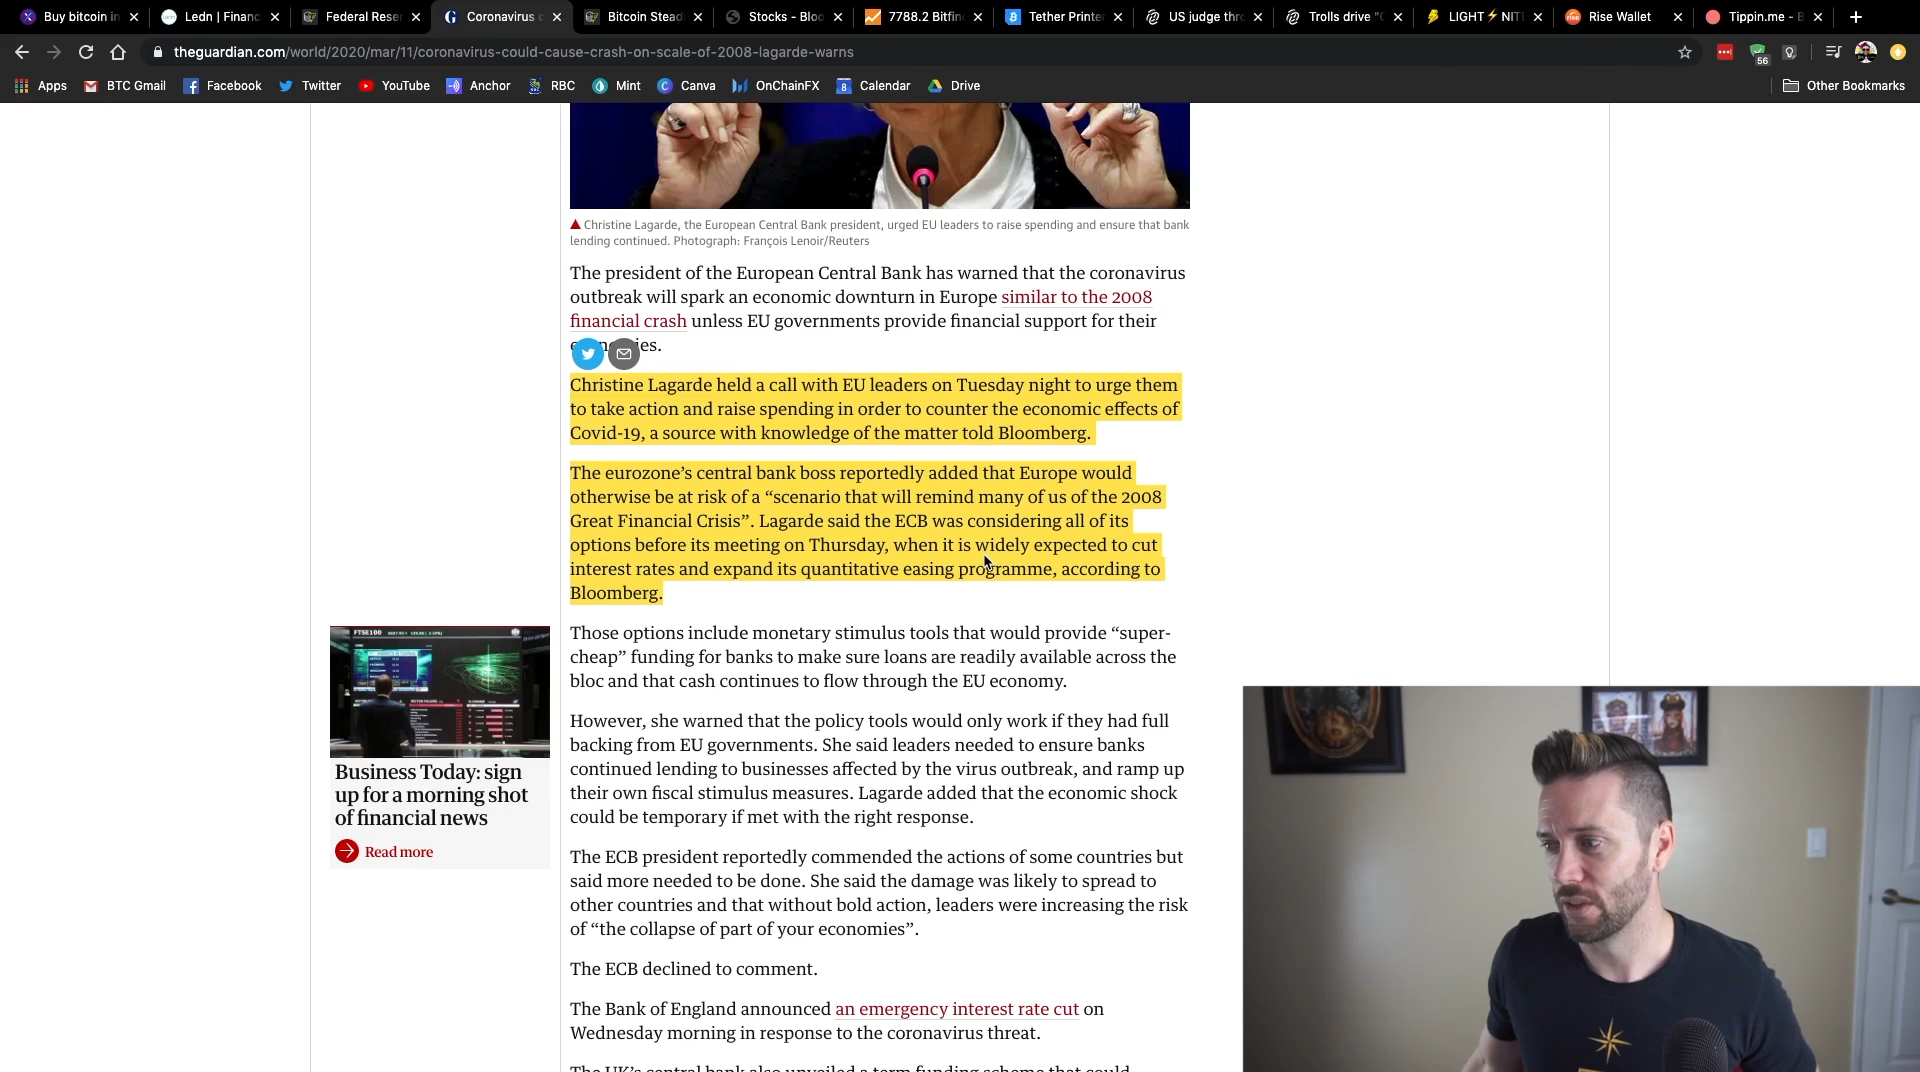 Buy bitcoin in
Ledn | Financ
Federal Reser
Coronavirus c
Bitcoin Stead
Stocks - Bloo
7788.2 Bitfin
Tether Printe
US judge thro
Trolls drive "C
LIGHT⚡NIT
Rise Wallet
Tippin.me - B
theguardian.com/world/2020/mar/11/coronavirus-could-cause-crash-on-scale-of-2008-lagarde-warns
56
Apps
BTC Gmail
Facebook
Twitter
YouTube
Anchor
RBC
Mint
Canva
OnChainFX
Calendar
Drive
Other Bookmarks
Christine Lagarde, the European Central Bank president, urged EU leaders to raise spending and ensure that bank
lending continued. Photograph: François Lenoir/Reuters
The president of the European Central Bank has warned that the coronavirus
outbreak will spark an economic downturn in Europe similar to the 2008
financial crash unless EU governments provide financial support for their
Christine Lagarde held a call with EU leaders on Tuesday night to urge them
to take action and raise spending in order to counter the economic effects of
Covid-19, a source with knowledge of the matter told Bloomberg.
The eurozone’s central bank boss reportedly added that Europe would
otherwise be at risk of a “scenario that will remind many of us of the 2008
Great Financial Crisis”. Lagarde said the ECB was considering all of its
options before its meeting on Thursday, when it is widely expected to cut
interest rates and expand its quantitative easing programme, according to
Bloomberg.
Those options include monetary stimulus tools that would provide “super-
cheap” funding for banks to make sure loans are readily available across the
bloc and that cash continues to flow through the EU economy.
However, she warned that the policy tools would only work if they had full
backing from EU governments. She said leaders needed to ensure banks
continued lending to businesses affected by the virus outbreak, and ramp up
their own fiscal stimulus measures. Lagarde added that the economic shock
could be temporary if met with the right response.
The ECB president reportedly commended the actions of some countries but
said more needed to be done. She said the damage was likely to spread to
other countries and that without bold action, leaders were increasing the risk
of “the collapse of part of your economies”.
The ECB declined to comment.
The Bank of England announced an emergency interest rate cut on
Wednesday morning in response to the coronavirus threat.
The UK’s central bank also unveiled a term funding scheme that could
FTSE100
Business Today: sign
up for a morning shot
of financial news
Read more